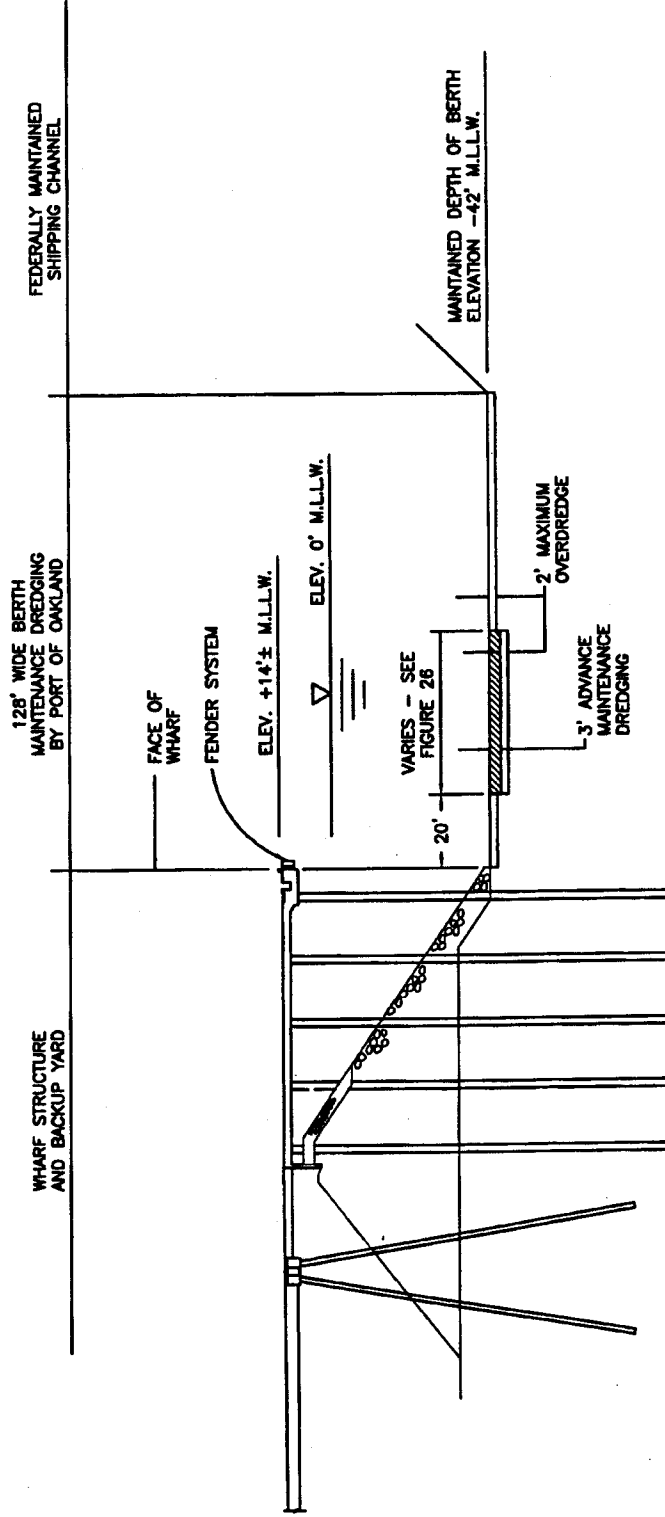 WHARF STRUCTURE
AND BACKUP YARD
128' WIDE BERTH
MAINTENANCE DREDGING
BY PORT OF OAKLAND
FEDERALLY MAINTAINED
SHIPPING CHANNEL
FACE OF
WHARF
FENDER SYSTEM
ELEV. +14'± M.L.L.W.
ELEV. 0' M.L.L.W.
20'
VARIES - SEE
FIGURE 26
MAINTAINED DEPTH OF BERTH
ELEVATION -42' M.L.L.W.
2' MAXIMUM
OVERDREDGE
3' ADVANCE
MAINTENANCE
DREDGING